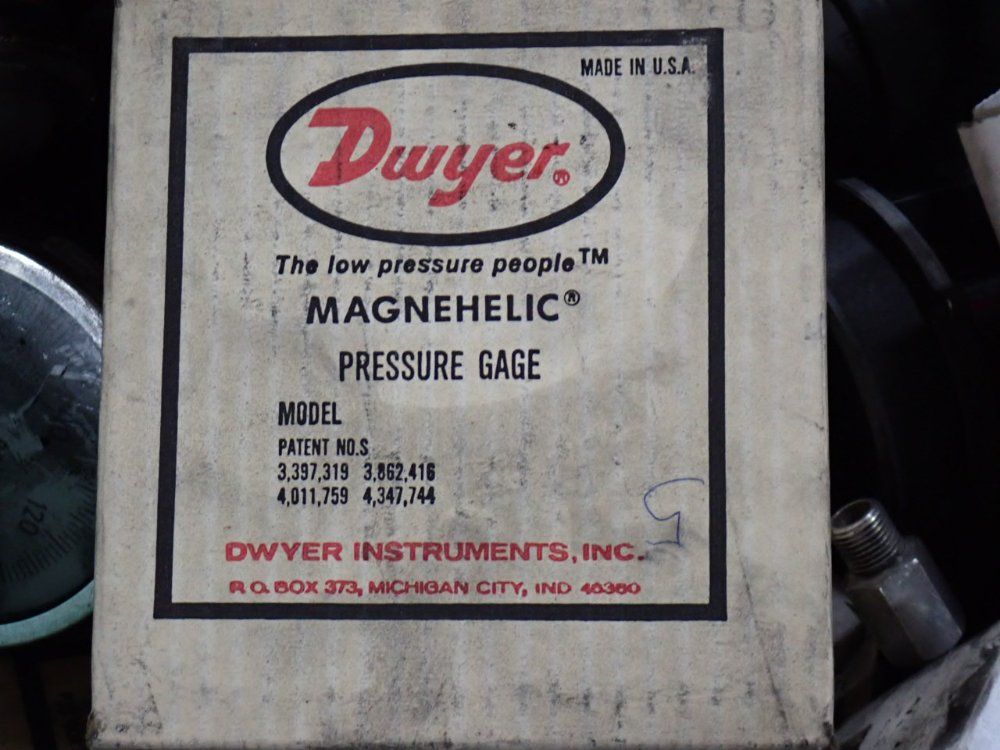 MADE IN U.S.A.
Dwyer®
The low pressure people™
MAGNEHELIC®
PRESSURE GAGE
MODEL
PATENT NO.S
3,397,319 3,862,416
4,011,759 4,347,744
5
DWYER INSTRUMENTS, INC.
P.O. BOX 373, MICHIGAN CITY, IND 46360
120